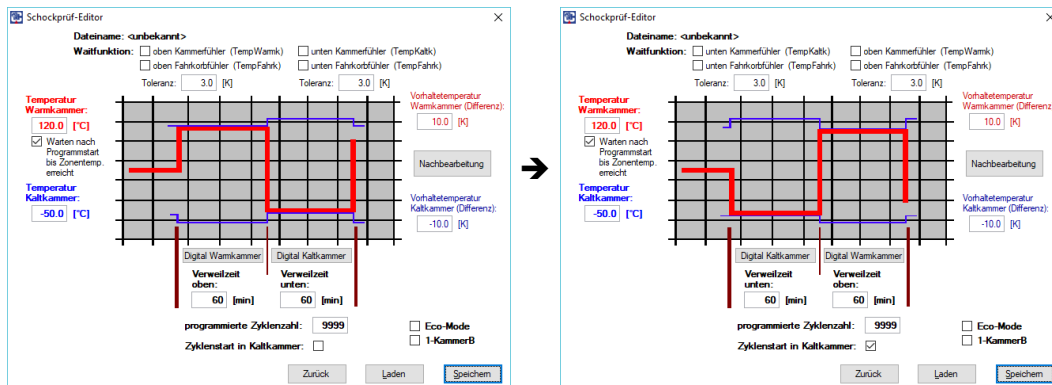 Schockprüf-Editor
Dateiname: <unbekannt>
Waitfunktion:
oben Kammerfühler (TempWarmk)
unten Kammerfühler (TempKaltk)
oben Fahrkorbfühler (TempFahrk)
unten Fahrkorbfühler (TempFahrk)
Toleranz: 3.0 [K]
Toleranz: 3.0 [K]
Temperatur
Warmkammer:
120.0 [°C]
Warten nach
Programmstart
bis Zonentemp.
erreicht
Temperatur
Kaltkammer:
-50.0 [°C]
Vorhaltetemperatur
Warmkammer (Differenz):
10.0 [K]
Nachbearbeitung
Vorhaltetemperatur
Kaltkammer (Differenz):
-10.0 [K]
Digital Warmkammer
Digital Kaltkammer
Verweilzeit
oben:
60 [min]
Verweilzeit
unten:
60 [min]
programmierte Zyklenzahl: 9999
Zyklenstart in Kaltkammer:
Eco-Mode
1-KammerB
Zurück
Laden
Speichern
Schockprüf-Editor
Dateiname: <unbekannt>
Waitfunktion:
unten Kammerfühler (TempKaltk)
oben Kammerfühler (TempWarmk)
unten Fahrkorbfühler (TempFahrk)
oben Fahrkorbfühler (TempFahrk)
Toleranz: 3.0 [K]
Toleranz: 3.0 [K]
Temperatur
Warmkammer:
120.0 [°C]
Warten nach
Programmstart
bis Zonentemp.
erreicht
Temperatur
Kaltkammer:
-50.0 [°C]
Vorhaltetemperatur
Warmkammer (Differenz):
10.0 [K]
Nachbearbeitung
Vorhaltetemperatur
Kaltkammer (Differenz):
-10.0 [K]
Digital Kaltkammer
Digital Warmkammer
Verweilzeit
unten:
60 [min]
Verweilzeit
oben:
60 [min]
programmierte Zyklenzahl: 9999
Zyklenstart in Kaltkammer:
Eco-Mode
1-KammerB
Zurück
Laden
Speichern